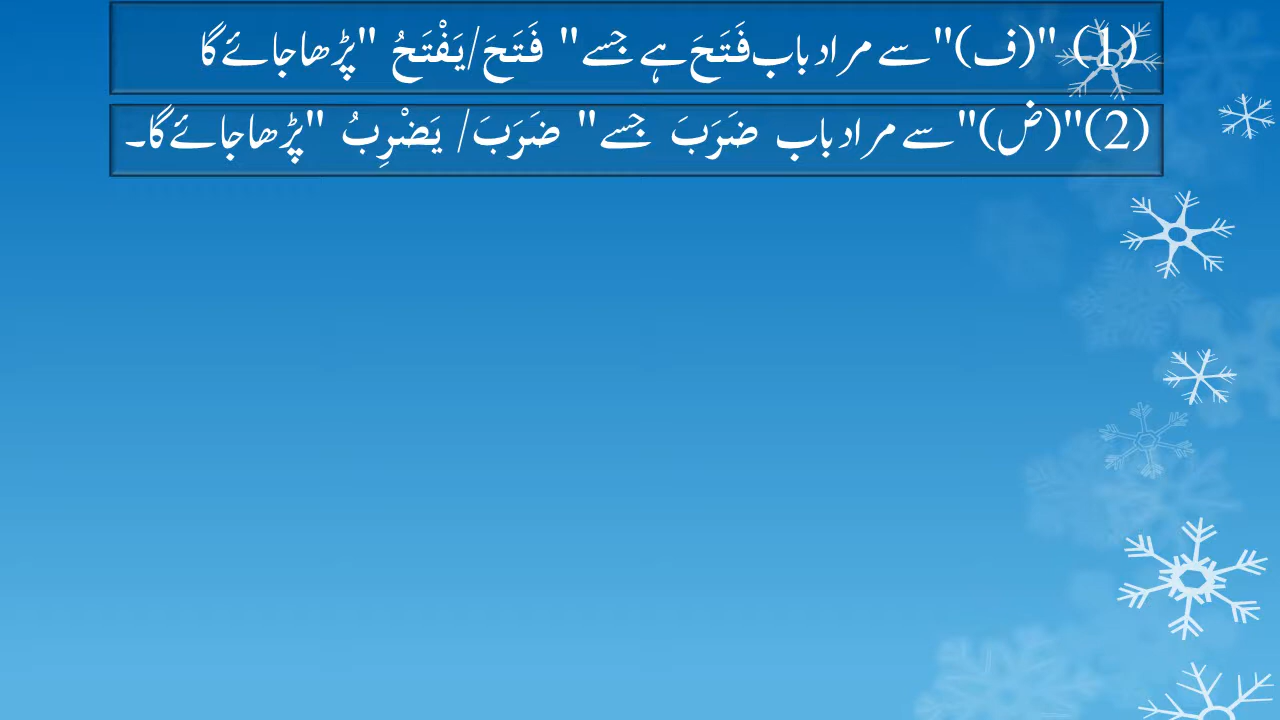 (1) "(ف)"سے مراد باب فَتَحَ ہے جسے" فَتَحَ/يَفْتَحُ "پڑھا جائے گا
(2)"(ض)"سے مراد باب ضَرَبَ جسے" ضَرَبَ/ يَضْرِبُ "پڑھا جائے گا۔